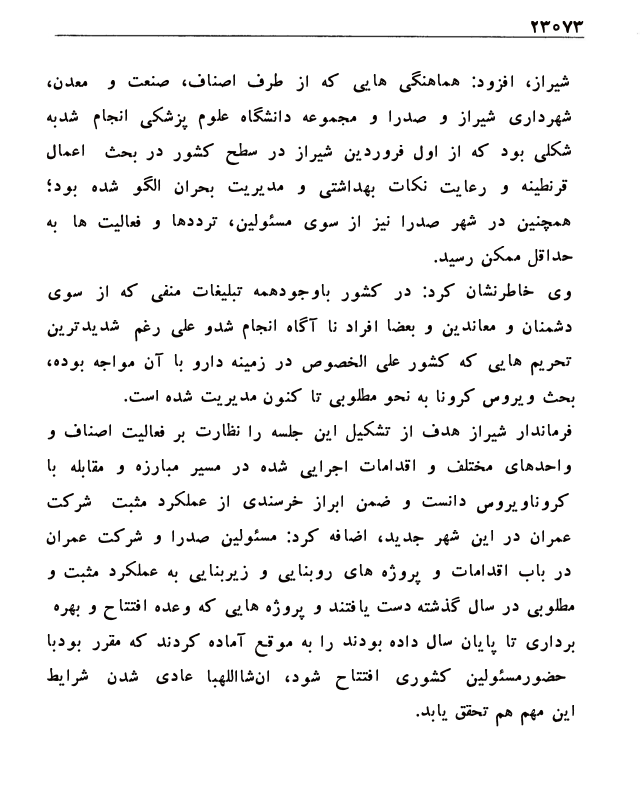 ۲۳۰۷۳
شیراز، افزود: هماهنگی هایی که از طرف اصناف، صنعت و معدن،
شهرداری شیراز و صدرا و مجموعه دانشگاه علوم پزشکی انجام شدبه
شکلی بود که از اول فروردین شیراز در سطح کشور در بحث اعمال
قرنطینه و رعایت نکات بهداشتی و مدیریت بحران الگو شده بود؛
همچنین در شهر صدرا نیز از سوی مسئولین، ترددها و فعالیت ها به
حداقل ممکن رسید.
وی خاطرنشان کرد: در کشور باوجودهمه تبلیغات منفی که از سوی
دشمنان و معاندین و بعضا افراد نا آگاه انجام شدو علی رغم شدیدترین
تحریم هایی که کشور علی الخصوص در زمینه دارو با آن مواجه بوده،
بحث ویروس کرونا به نحو مطلوبی تا کنون مدیریت شده است.
فرماندار شیراز هدف از تشکیل این جلسه را نظارت بر فعالیت اصناف و
واحدهای مختلف و اقدامات اجرایی شده در مسیر مبارزه و مقابله با
کروناویروس دانست و ضمن ابراز خرسندی از عملکرد مثبت شرکت
عمران در این شهر جدید، اضافه کرد: مسئولین صدرا و شرکت عمران
در باب اقدامات و پروژه های روبنایی و زیربنایی به عملکرد مثبت و
مطلوبی در سال گذشته دست یافتند و پروژه هایی که وعده افتتاح و بهره
برداری تا پایان سال داده بودند را به موقع آماده کردند که مقرر بودبا
حضورمسئولین کشوری افتتاح شود، ان‌شااللهبا عادی شدن شرایط
این مهم هم تحقق یابد.